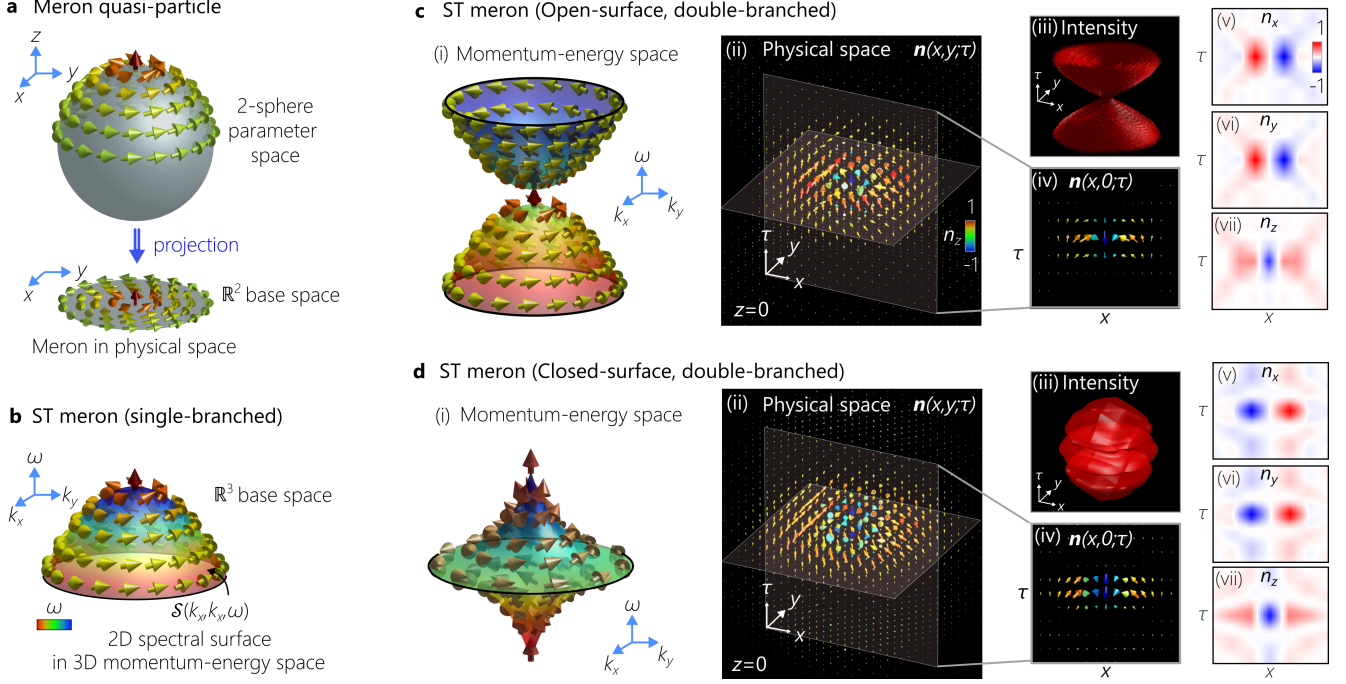 a Meron quasi-particle
z
y
x
2-sphere
parameter
space
projection
y
x
ℝ² base space
Meron in physical space
b ST meron (single-branched)
ω
k_y
k_x
ℝ³ base space
𝒮(k_x,k_x,ω)
ω
2D spectral surface
in 3D momentum-energy space
c ST meron (Open-surface, double-branched)
(i) Momentum-energy space
ω
k_x
k_y
(ii) Physical space n(x,y;τ)
τ
y
x
z=0
1
n_z
-1
(iii) Intensity
τ
y
x
(iv) n(x,0;τ)
τ
x
(v) n_x
1
-1
τ
(vi) n_y
τ
(vii) n_z
τ
x
d ST meron (Closed-surface, double-branched)
(i) Momentum-energy space
ω
k_x
k_y
(ii) Physical space n(x,y;τ)
τ
y
x
z=0
(iii) Intensity
τ
y
x
(iv) n(x,0;τ)
τ
x
(v) n_x
τ
(vi) n_y
τ
(vii) n_z
τ
x